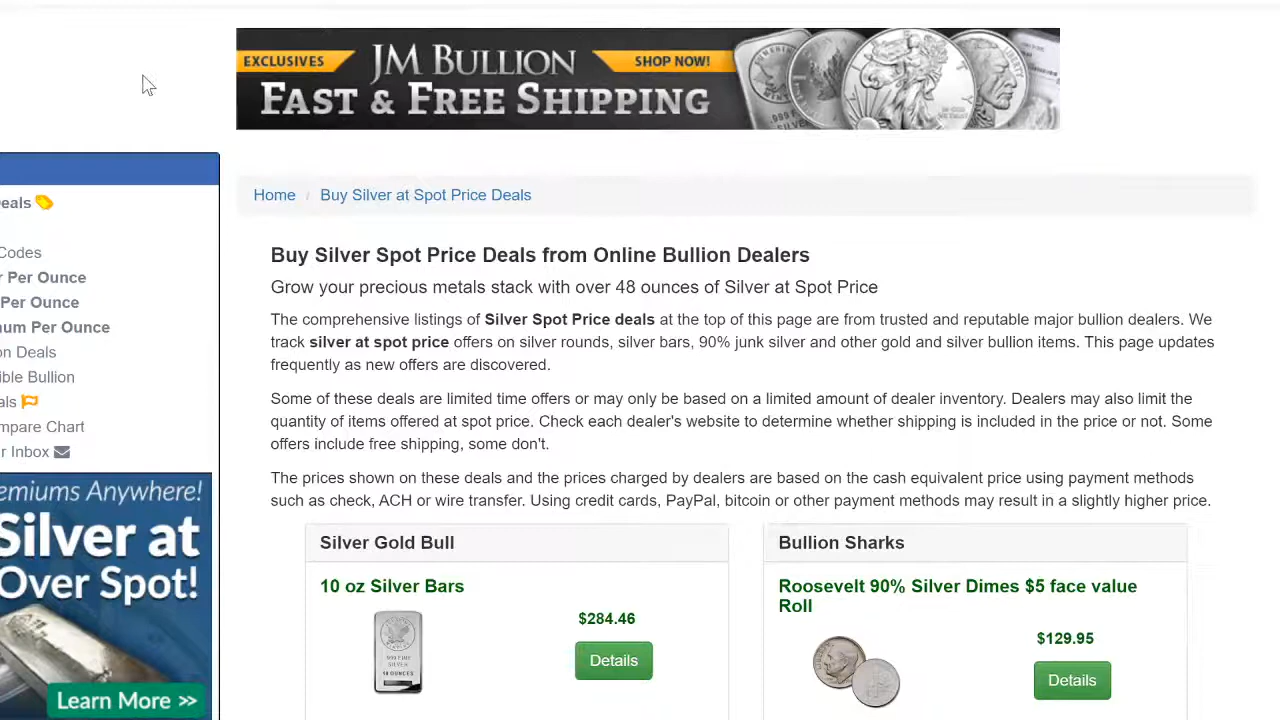 EXCLUSIVES
JM BULLION
SHOP NOW!
FAST & FREE SHIPPING
Home / Buy Silver at Spot Price Deals
eals
Codes
r Per Ounce
Per Ounce
num Per Ounce
on Deals
ible Bullion
als
mpare Chart
r Inbox
emiums Anywhere!
Silver at
Over Spot!
Learn More >>
Buy Silver Spot Price Deals from Online Bullion Dealers
Grow your precious metals stack with over 48 ounces of Silver at Spot Price
The comprehensive listings of Silver Spot Price deals at the top of this page are from trusted and reputable major bullion dealers. We
track silver at spot price offers on silver rounds, silver bars, 90% junk silver and other gold and silver bullion items. This page updates
frequently as new offers are discovered.
Some of these deals are limited time offers or may only be based on a limited amount of dealer inventory. Dealers may also limit the
quantity of items offered at spot price. Check each dealer's website to determine whether shipping is included in the price or not. Some
offers include free shipping, some don't.
The prices shown on these deals and the prices charged by dealers are based on the cash equivalent price using payment methods
such as check, ACH or wire transfer. Using credit cards, PayPal, bitcoin or other payment methods may result in a slightly higher price.
Silver Gold Bull
10 oz Silver Bars
$284.46
Details
Bullion Sharks
Roosevelt 90% Silver Dimes $5 face value
Roll
$129.95
Details